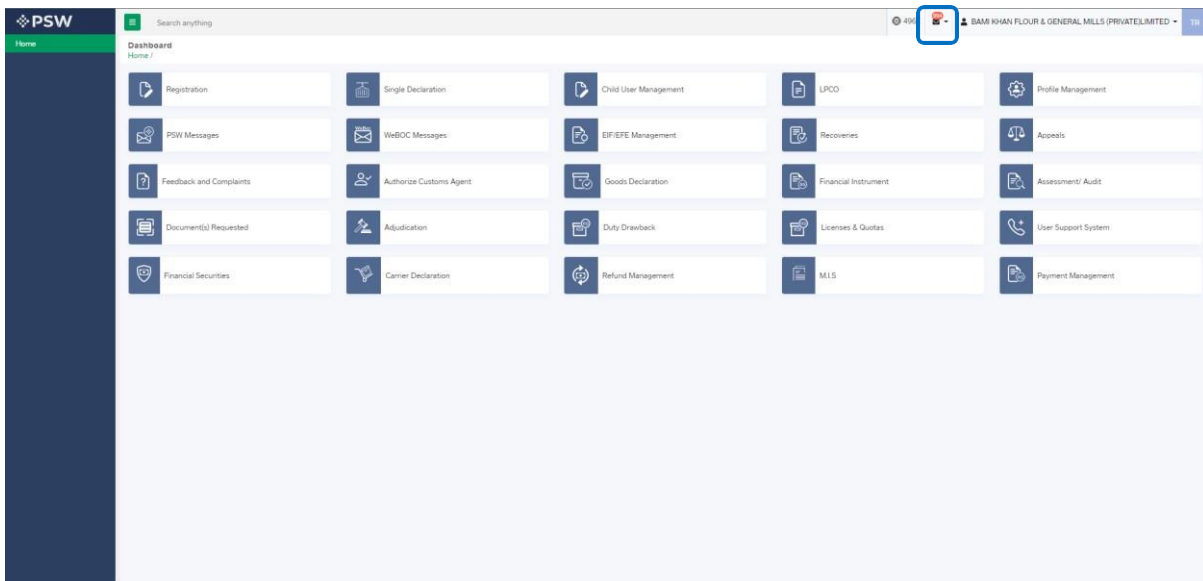 PSW
Search anything
496
BAMI KHAN FLOUR & GENERAL MILLS (PRIVATE)LIMITED
TR
Home
Dashboard
Home /
Registration
Single Declaration
Child User Management
LPCO
Profile Management
PSW Messages
WeBOC Messages
EIF/EFE Management
Recoveries
Appeals
Feedback and Complaints
Authorize Customs Agent
Goods Declaration
Financial Instrument
Assessment/ Audit
Document(s) Requested
Adjudication
Duty Drawback
Licenses & Quotas
User Support System
Financial Securities
Carrier Declaration
Refund Management
M.I.S
Payment Management